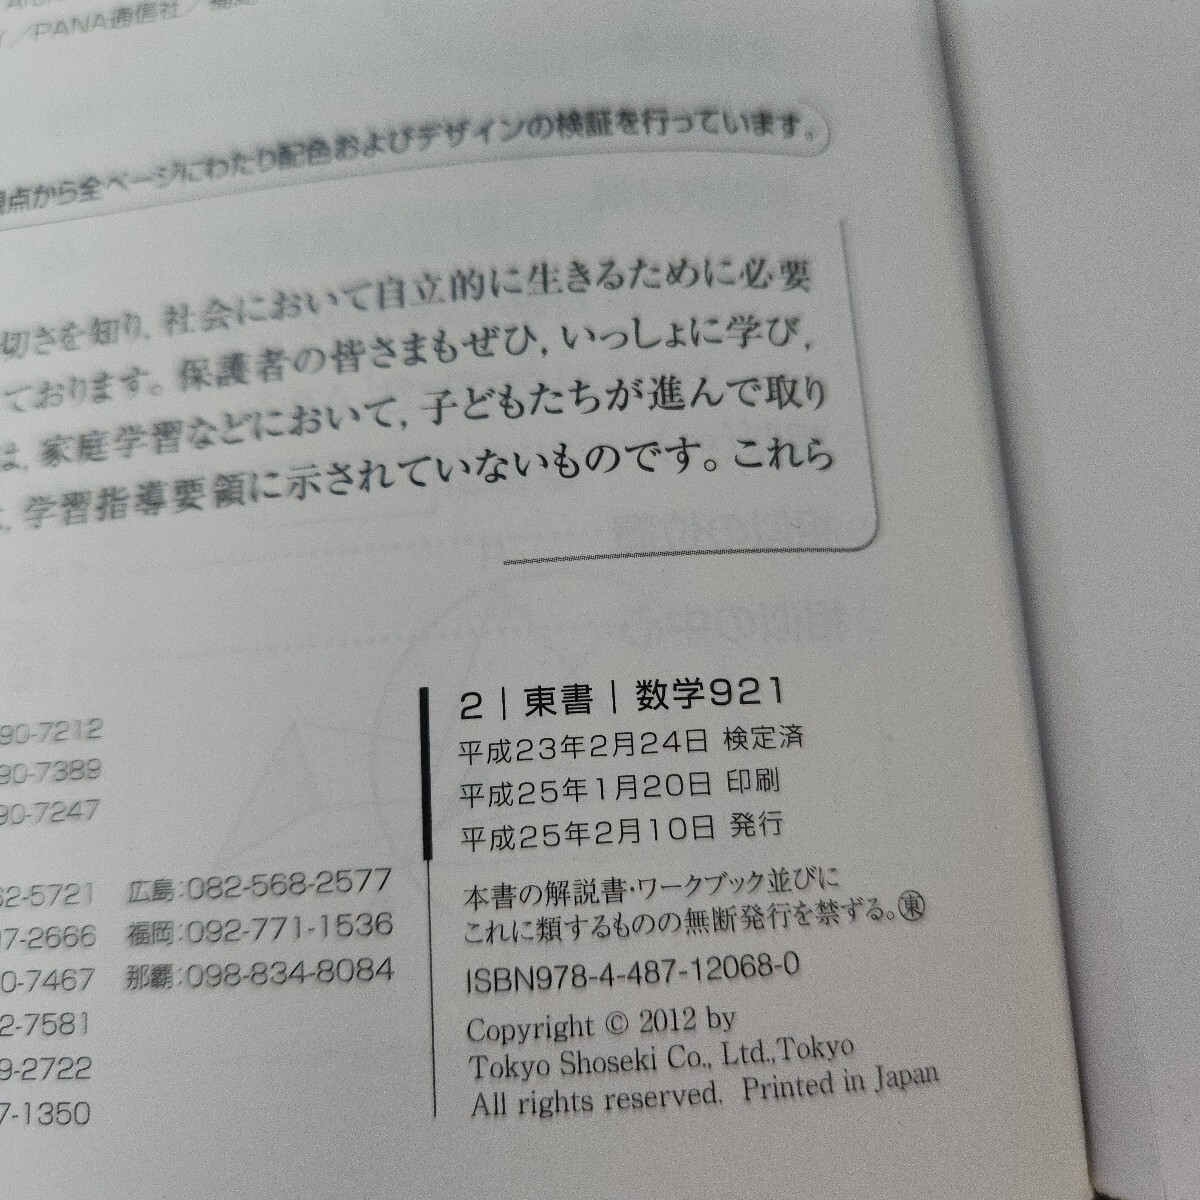 ／PANA通信社／
点から全ページにわたり配色およびデザインの検証を行っています。
切さを知り, 社会において自立的に生きるために必要
ております。保護者の皆さまもぜひ, いっしょに学び,
は, 家庭学習などにおいて, 子どもたちが進んで取り
, 学習指導要領に示されていないものです。これら
相似の位置
相似の中心
90-7212
90-7389
90-7247
62-5721 広島:082-568-2577
97-2666 福岡:092-771-1536
0-7467 那覇:098-834-8084
2-7581
9-2722
7-1350
2｜東書｜数学921
平成23年2月24日 検定済
平成25年1月20日 印刷
平成25年2月10日 発行
本書の解説書・ワークブック並びに
これに類するものの無断発行を禁ずる。㊊東
ISBN978-4-487-12068-0
Copyright © 2012 by
Tokyo Shoseki Co., Ltd.,Tokyo
All rights reserved. Printed in Japan